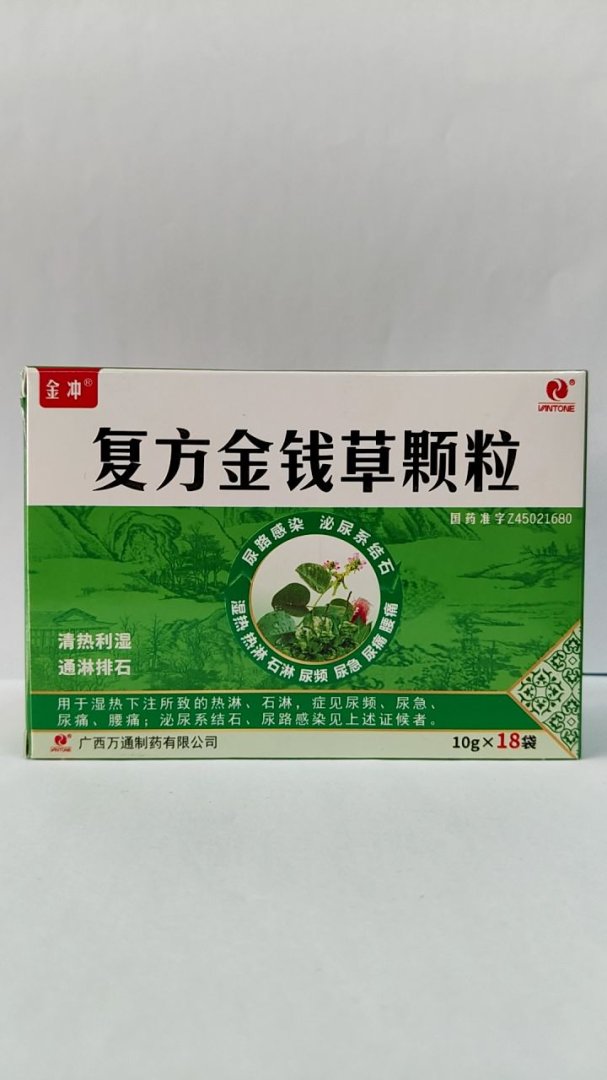 金冲®
VANTONE®
复方金钱草颗粒
国药准字Z45021680
尿路感染 泌尿系结石
湿热 热淋 石淋 尿频 尿急 尿痛 腰痛
清热利湿
通淋排石
用于湿热下注所致的热淋、石淋，症见尿频、尿急、
尿痛、腰痛；泌尿系结石、尿路感染见上述证候者。
VANTONE 广西万通制药有限公司
10g×18袋